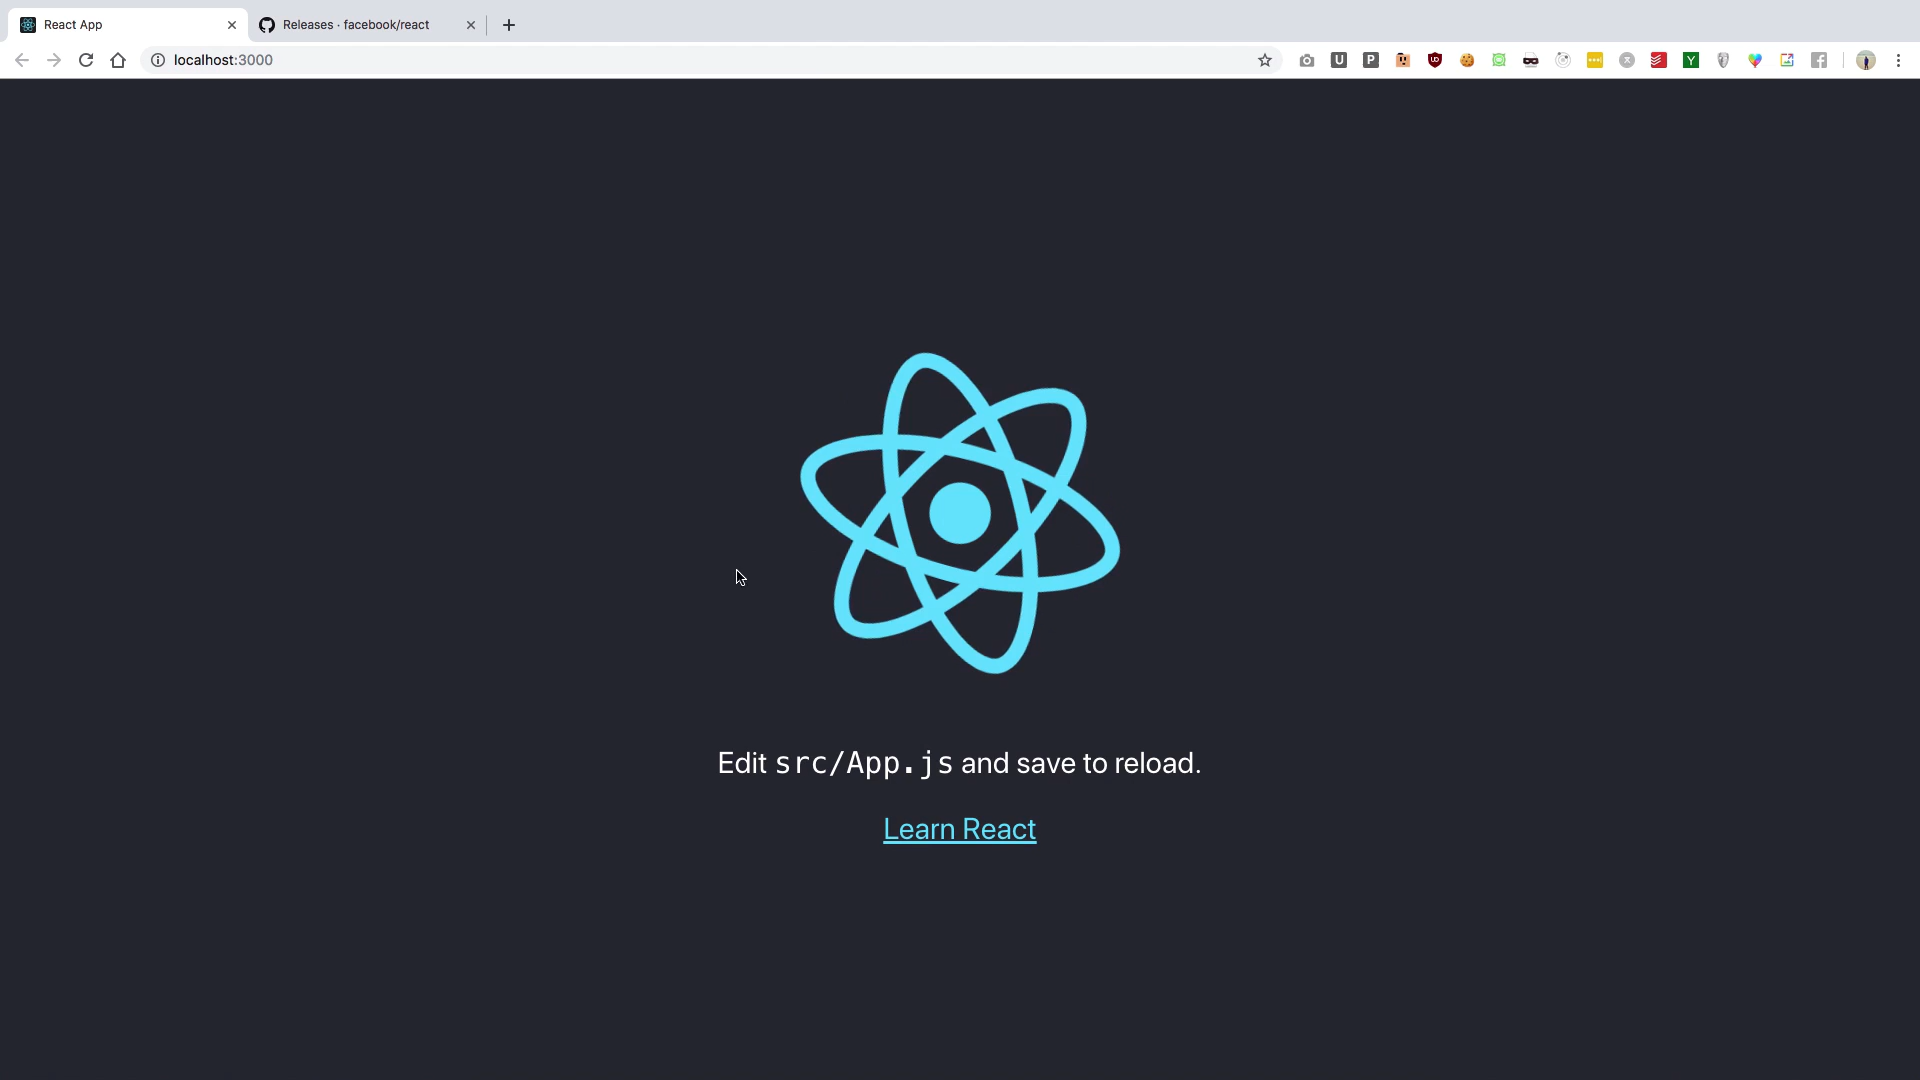 React App
Releases · facebook/react
localhost:3000
Edit src/App.js and save to reload.
Learn React